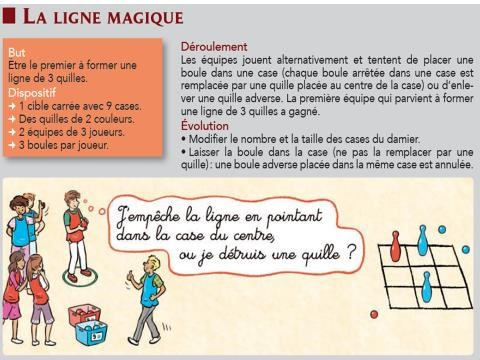 LA LIGNE MAGIQUE
But
Être le premier à former une
ligne de 3 quilles.
Dispositif
➔ 1 cible carrée avec 9 cases.
➔ Des quilles de 2 couleurs.
➔ 2 équipes de 3 joueurs.
➔ 3 boules par joueur.
Déroulement
Les équipes jouent alternativement et tentent de placer une
boule dans une case (chaque boule arrêtée dans une case est
remplacée par une quille placée au centre de la case) ou d'enle-
ver une quille adverse. La première équipe qui parvient à former
une ligne de 3 quilles a gagné.
Évolution
• Modifier le nombre et la taille des cases du damier.
• Laisser la boule dans la case (ne pas la remplacer par une
quille) : une boule adverse placée dans la même case est annulée.
J'empêche la ligne en pointant
dans la case du centre,
ou je détruis une quille ?